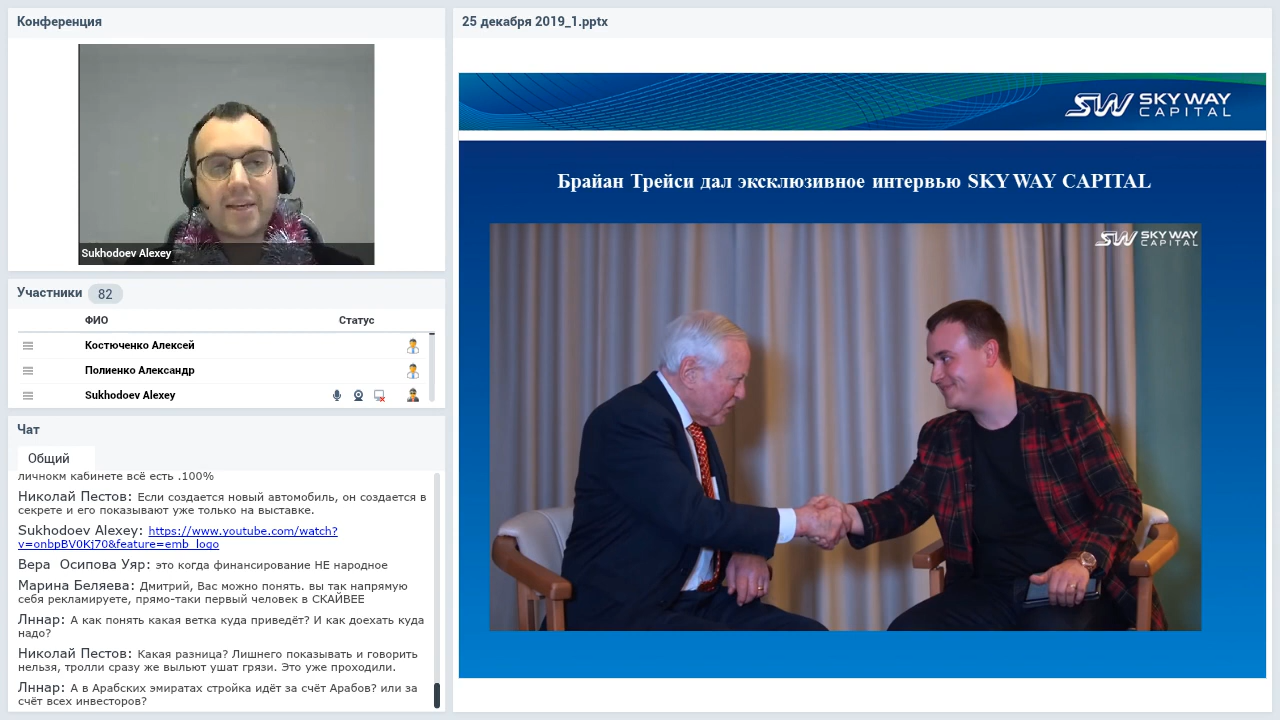 Конференция
Sukhodoev Alexey
Участники 82
ФИО Статус
Костюченко Алексей
Полиенко Александр
Sukhodoev Alexey
Чат
Общий
личнокм кабинете всё есть .100%
Николай Пестов: Если создается новый автомобиль, он создается в
секрете и его показывают уже только на выставке.
Sukhodoev Alexey: https://www.youtube.com/watch?
v=onbpBV0Kj70&feature=emb_logo
Вера Осипова Уяр: это когда финансирование НЕ народное
Марина Беляева: Дмитрий, Вас можно понять. вы так напрямую
себя рекламируете, прямо-таки первый человек в СКАЙВЕЕ
Лннар: А как понять какая ветка куда приведёт? И как доехать куда
надо?
Николай Пестов: Какая разница? Лишнего показывать и говорить
нельзя, тролли сразу же выльют ушат грязи. Это уже проходили.
Лннар: А в Арабских эмиратах стройка идёт за счёт Арабов? или за
счёт всех инвесторов?
25 декабря 2019_1.pptx
SW SKY WAY
CAPITAL
Брайан Трейси дал эксклюзивное интервью SKY WAY CAPITAL
SW SKY WAY
CAPITAL